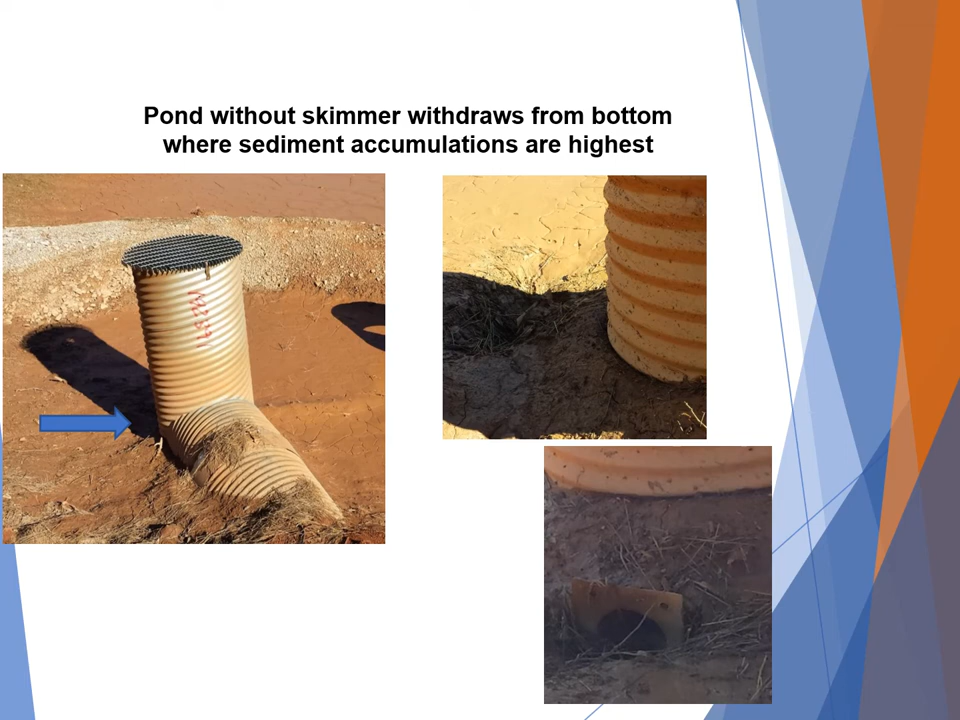 Pond without skimmer withdraws from bottom
where sediment accumulations are highest